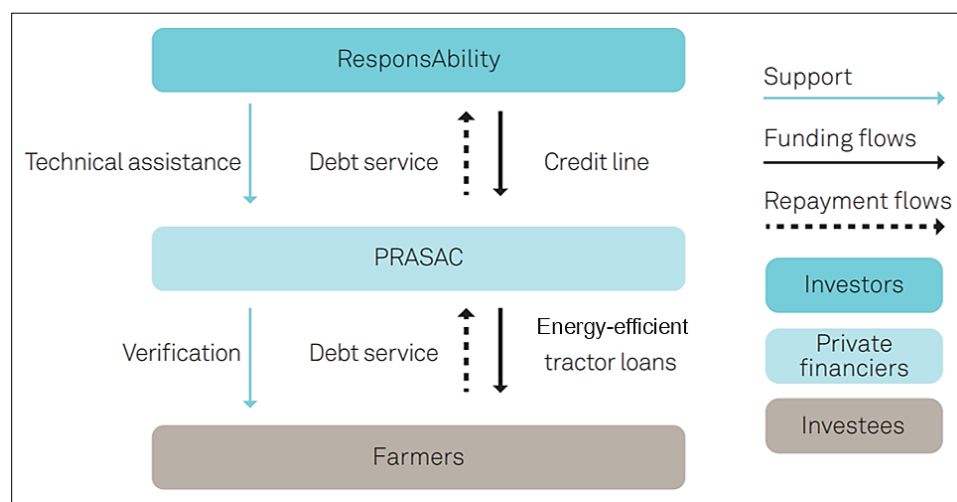 ResponsAbility
Technical assistance
Debt service
Credit line
PRASAC
Verification
Debt service
Energy-efficient
tractor loans
Farmers
Support
Funding flows
Repayment flows
Investors
Private
financiers
Investees